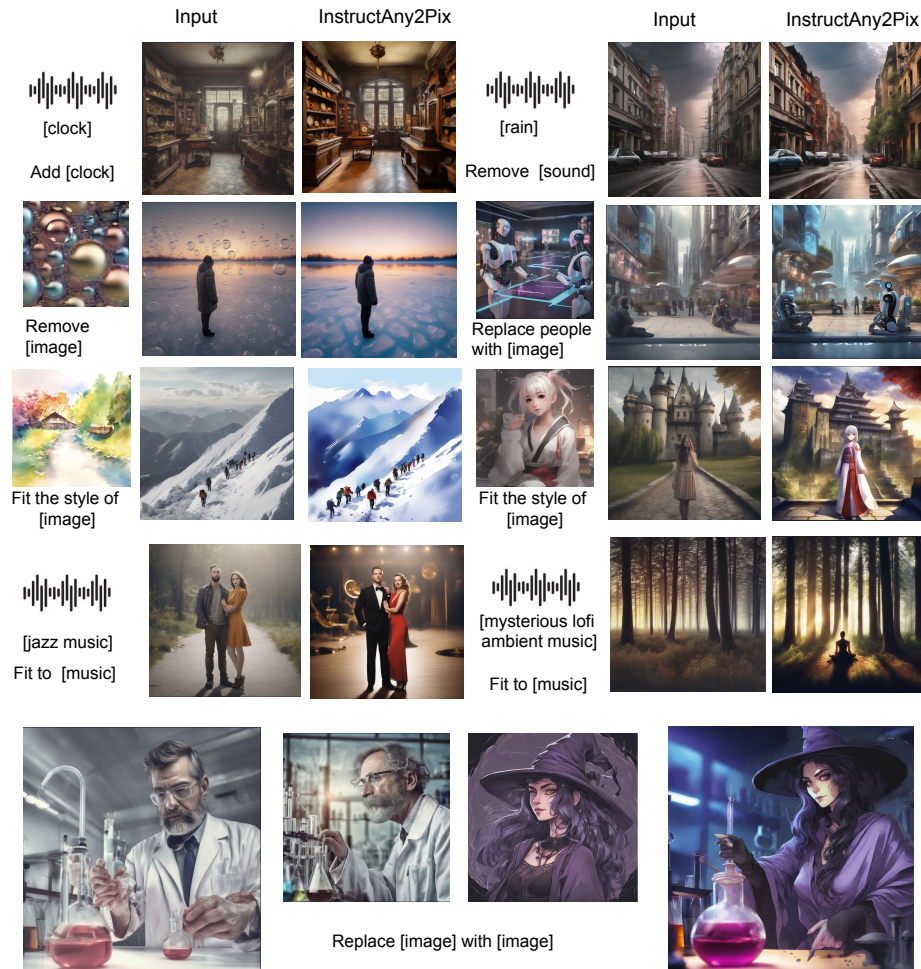 Input
InstructAny2Pix
Input
InstructAny2Pix
[clock]
Add [clock]
[rain]
Remove [sound]
Remove
[image]
Replace people
with [image]
Fit the style of
[image]
Fit the style of
[image]
[jazz music]
Fit to [music]
[mysterious lofi
ambient music]
Fit to [music]
Replace [image] with [image]